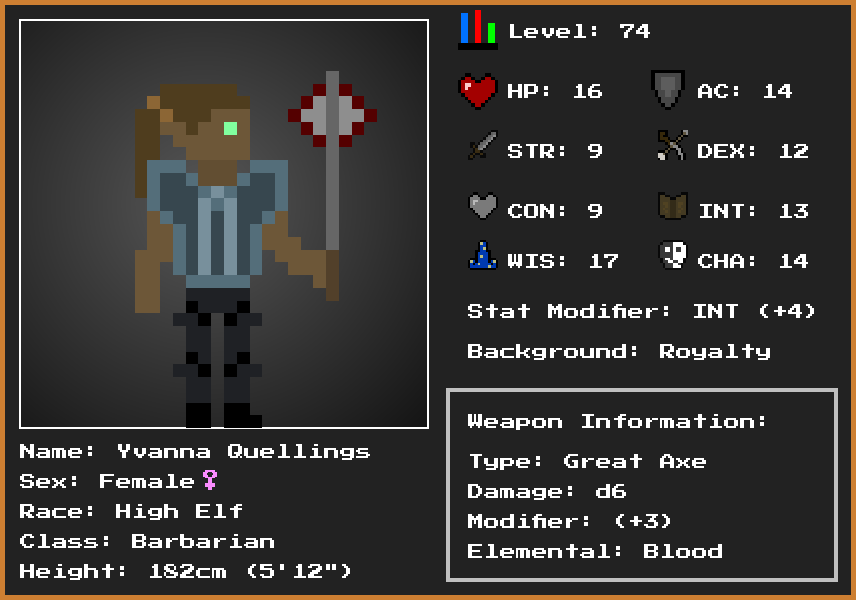 Level: 74
HP: 16
AC: 14
STR: 9
DEX: 12
CON: 9
INT: 13
WIS: 17
CHA: 14
Stat Modifier: INT (+4)
Background: Royalty
Weapon Information:
Type: Great Axe
Damage: d6
Modifier: (+3)
Elemental: Blood
Name: Yvanna Quellings
Sex: Female♀
Race: High Elf
Class: Barbarian
Height: 182cm (5'12")